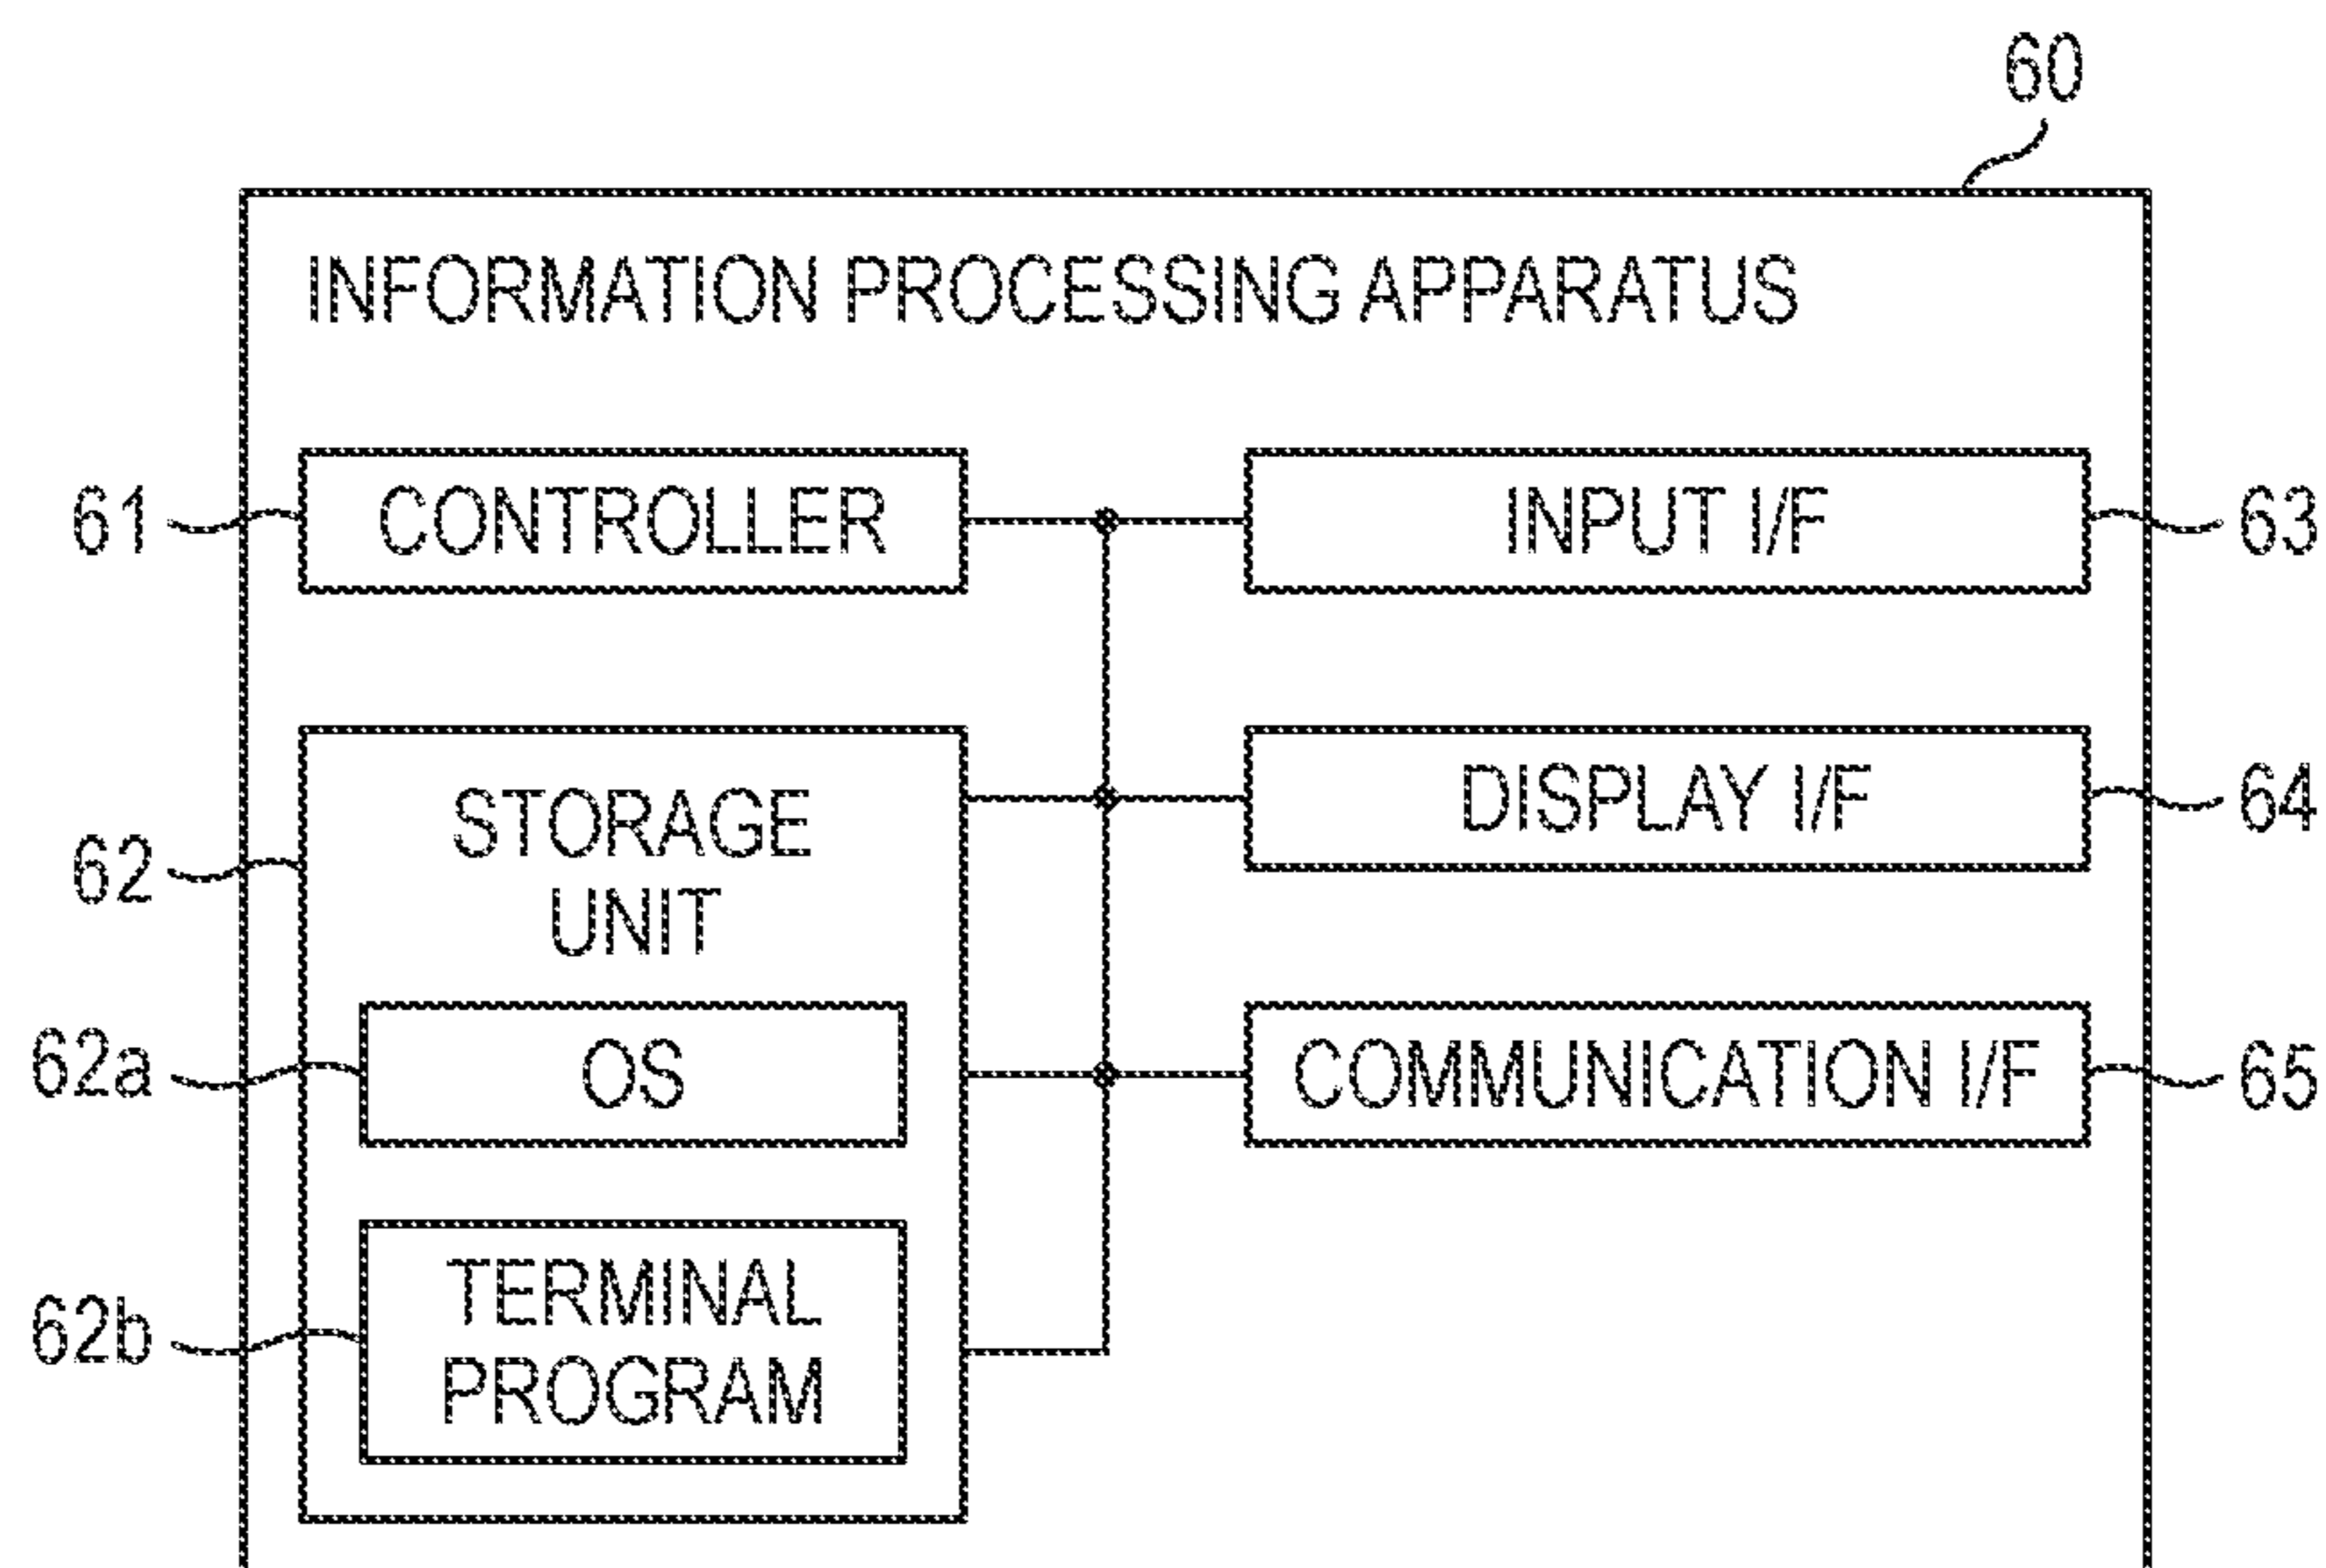 60
INFORMATION PROCESSING APPARATUS
61
CONTROLLER
INPUT I/F
63
62
STORAGE
UNIT
DISPLAY I/F
64
62a
OS
COMMUNICATION I/F
65
62b
TERMINAL
PROGRAM